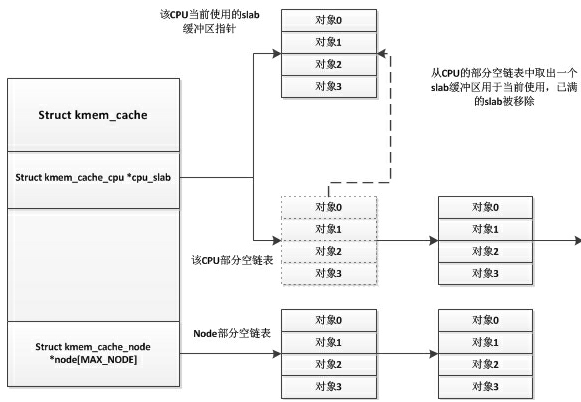 该CPU当前使用的slab
缓冲区指针
对象0
对象1
对象2
对象3
从CPU的部分空链表中取出一个
slab缓冲区用于当前使用，已满
的slab被移除
Struct kmem_cache
Struct kmem_cache_cpu *cpu_slab
对象0
对象1
对象2
对象3
对象0
对象1
对象2
对象3
该CPU部分空链表
Node部分空链表
Struct kmem_cache_node
*node[MAX_NODE]
对象0
对象1
对象2
对象3
对象0
对象1
对象2
对象3